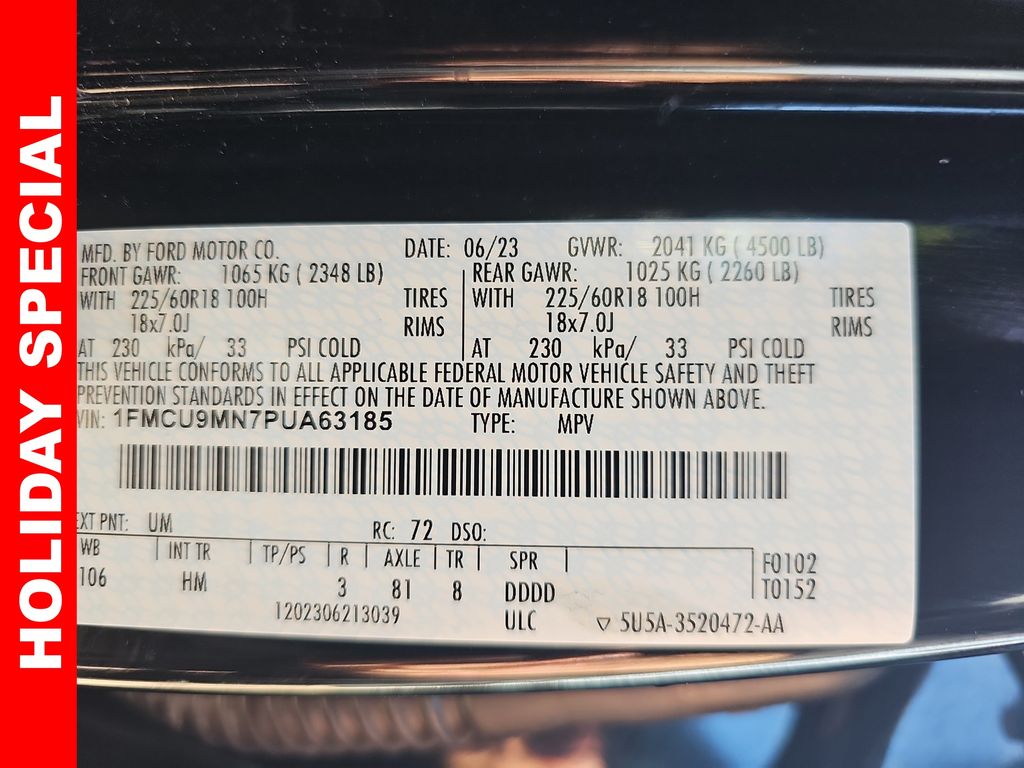 HOLIDAY SPECIAL
MFD. BY FORD MOTOR CO. DATE: 06/23 GVWR: 2041 KG ( 4500 LB)
FRONT GAWR: 1065 KG ( 2348 LB) REAR GAWR: 1025 KG ( 2260 LB)
WITH 225/60R18 100H TIRES WITH 225/60R18 100H TIRES
18x7.0J RIMS 18x7.0J RIMS
AT 230 kPa/ 33 PSI COLD AT 230 kPa/ 33 PSI COLD
THIS VEHICLE CONFORMS TO ALL APPLICABLE FEDERAL MOTOR VEHICLE SAFETY AND THEFT
PREVENTION STANDARDS IN EFFECT ON THE DATE OF MANUFACTURE SHOWN ABOVE.
VIN: 1FMCU9MN7PUA63185 TYPE: MPV
EXT PNT: UM RC: 72 DSO:
WB INT TR TP/PS R AXLE TR SPR F0102
106 HM 3 81 8 DDDD T0152
1202306213039 ULC ▽ 5U5A-3520472-AA